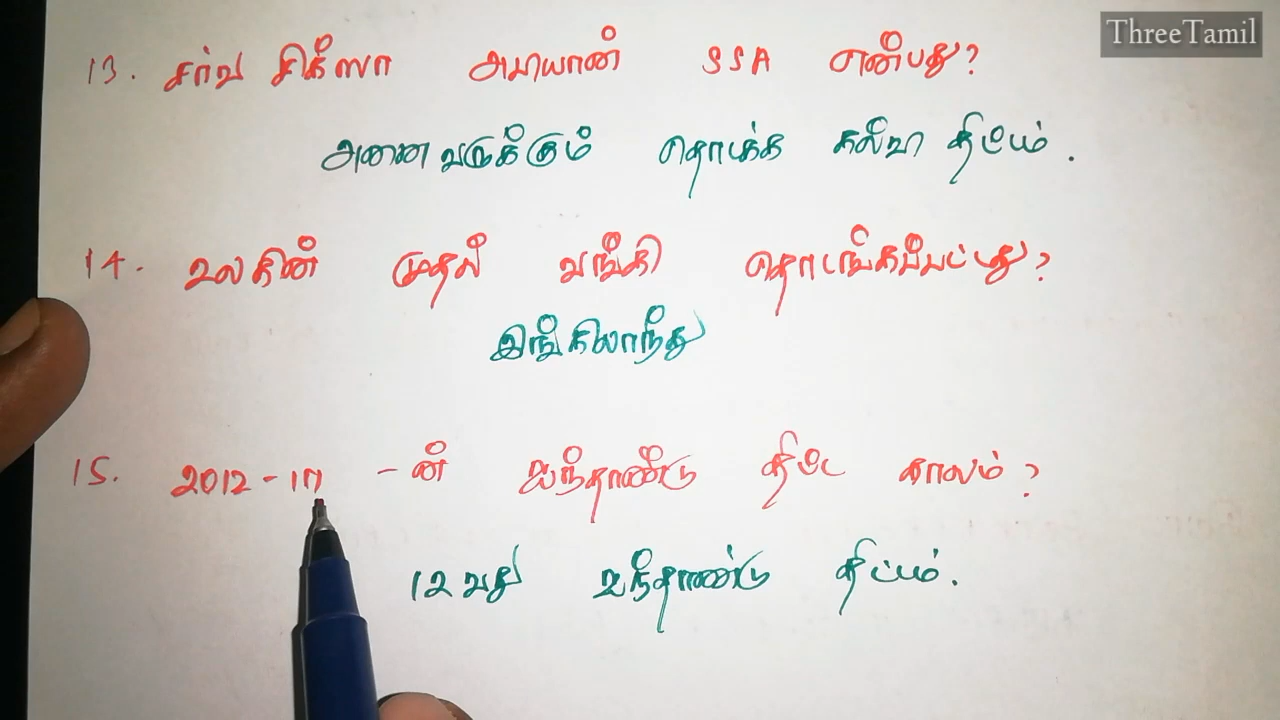 ThreeTamil
13. சர்வ சிக்ஸா அபியான் SSA என்பது?
அனைவருக்கும் தொடக்க கல்வி திட்டம்.
14. உலகின் முதல் வங்கி தொடங்கப்பட்டது?
இங்கிலாந்து
15. 2012-17 -ன் ஐந்தாண்டு திட்ட காலம்?
12வது ஐந்தாண்டு திட்டம்.